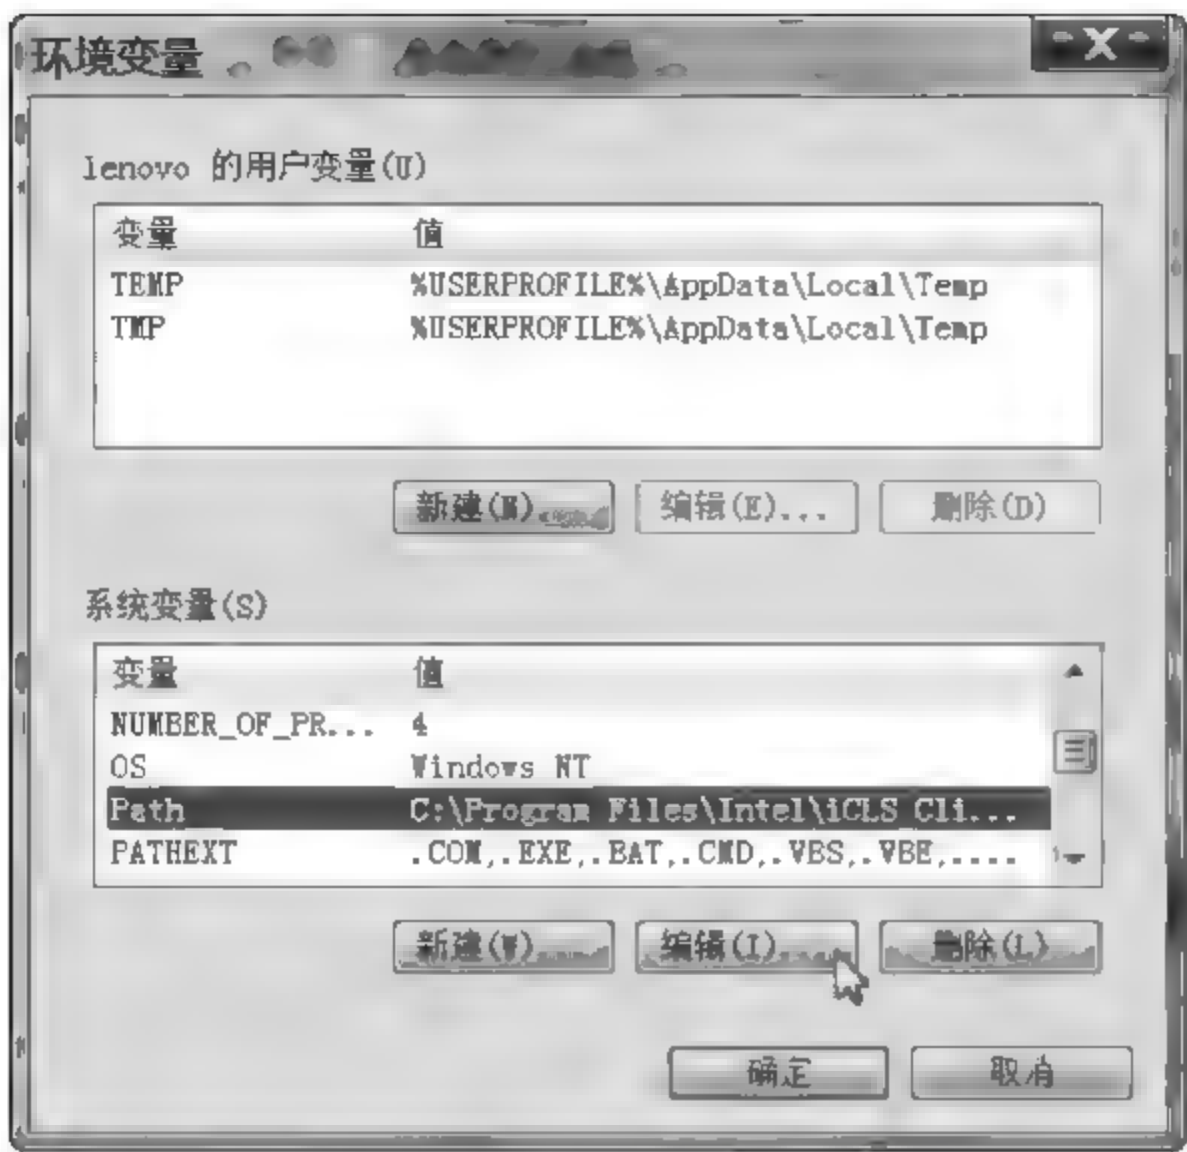 环境变量
lenovo 的用户变量(U)
变量 值
TEMP %USERPROFILE%\AppData\Local\Temp
TMP %USERPROFILE%\AppData\Local\Temp
新建(N)... 编辑(E)... 删除(D)
系统变量(S)
变量 值
NUMBER_OF_PR... 4
OS Windows_NT
Path C:\Program Files\Intel\iCLS Cli...
PATHEXT .COM;.EXE;.BAT;.CMD;.VBS;.VBE;....
新建(W)... 编辑(I)... 删除(L)
确定 取消